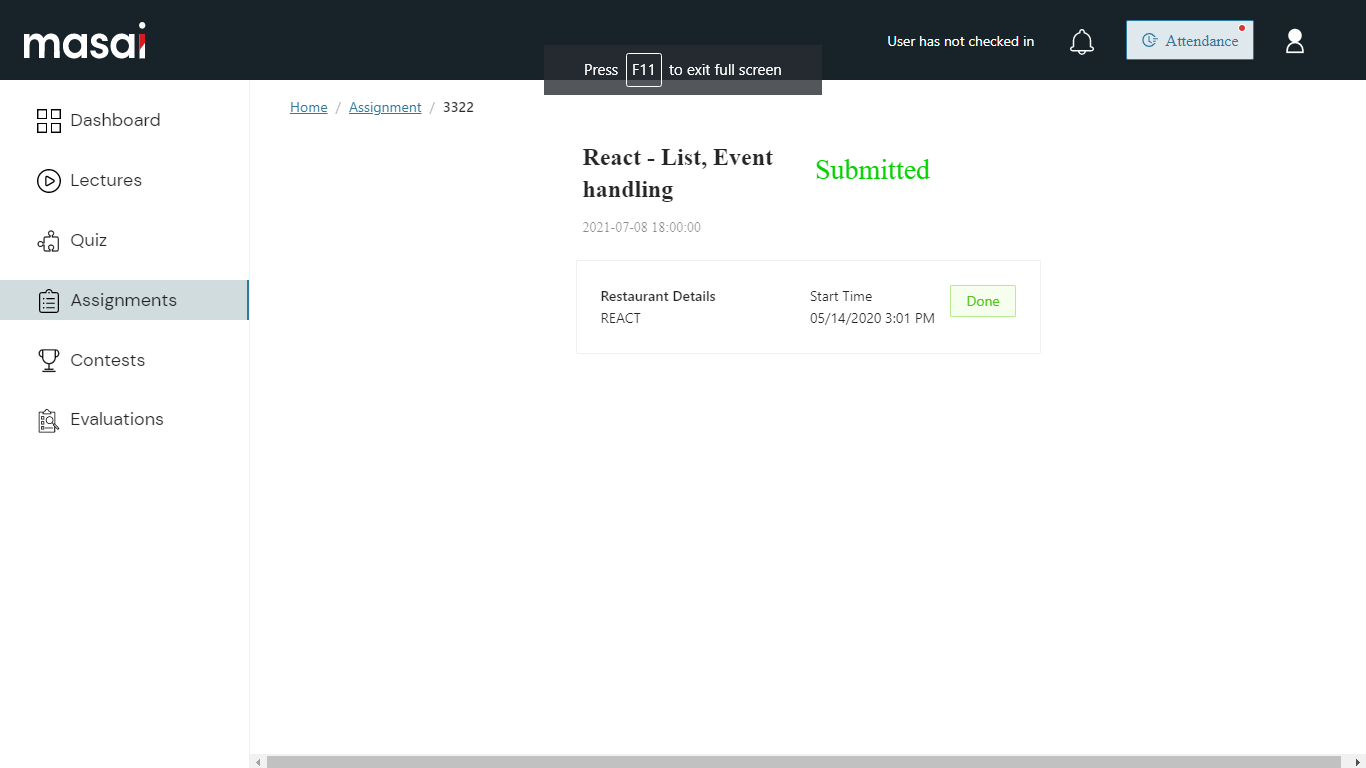 masai
User has not checked in
Attendance
Press F11 to exit full screen
Dashboard
Lectures
Quiz
Assignments
Contests
Evaluations
Home / Assignment / 3322
React - List, Event
handling
Submitted
2021-07-08 18:00:00
Restaurant Details
REACT
Start Time
05/14/2020 3:01 PM
Done